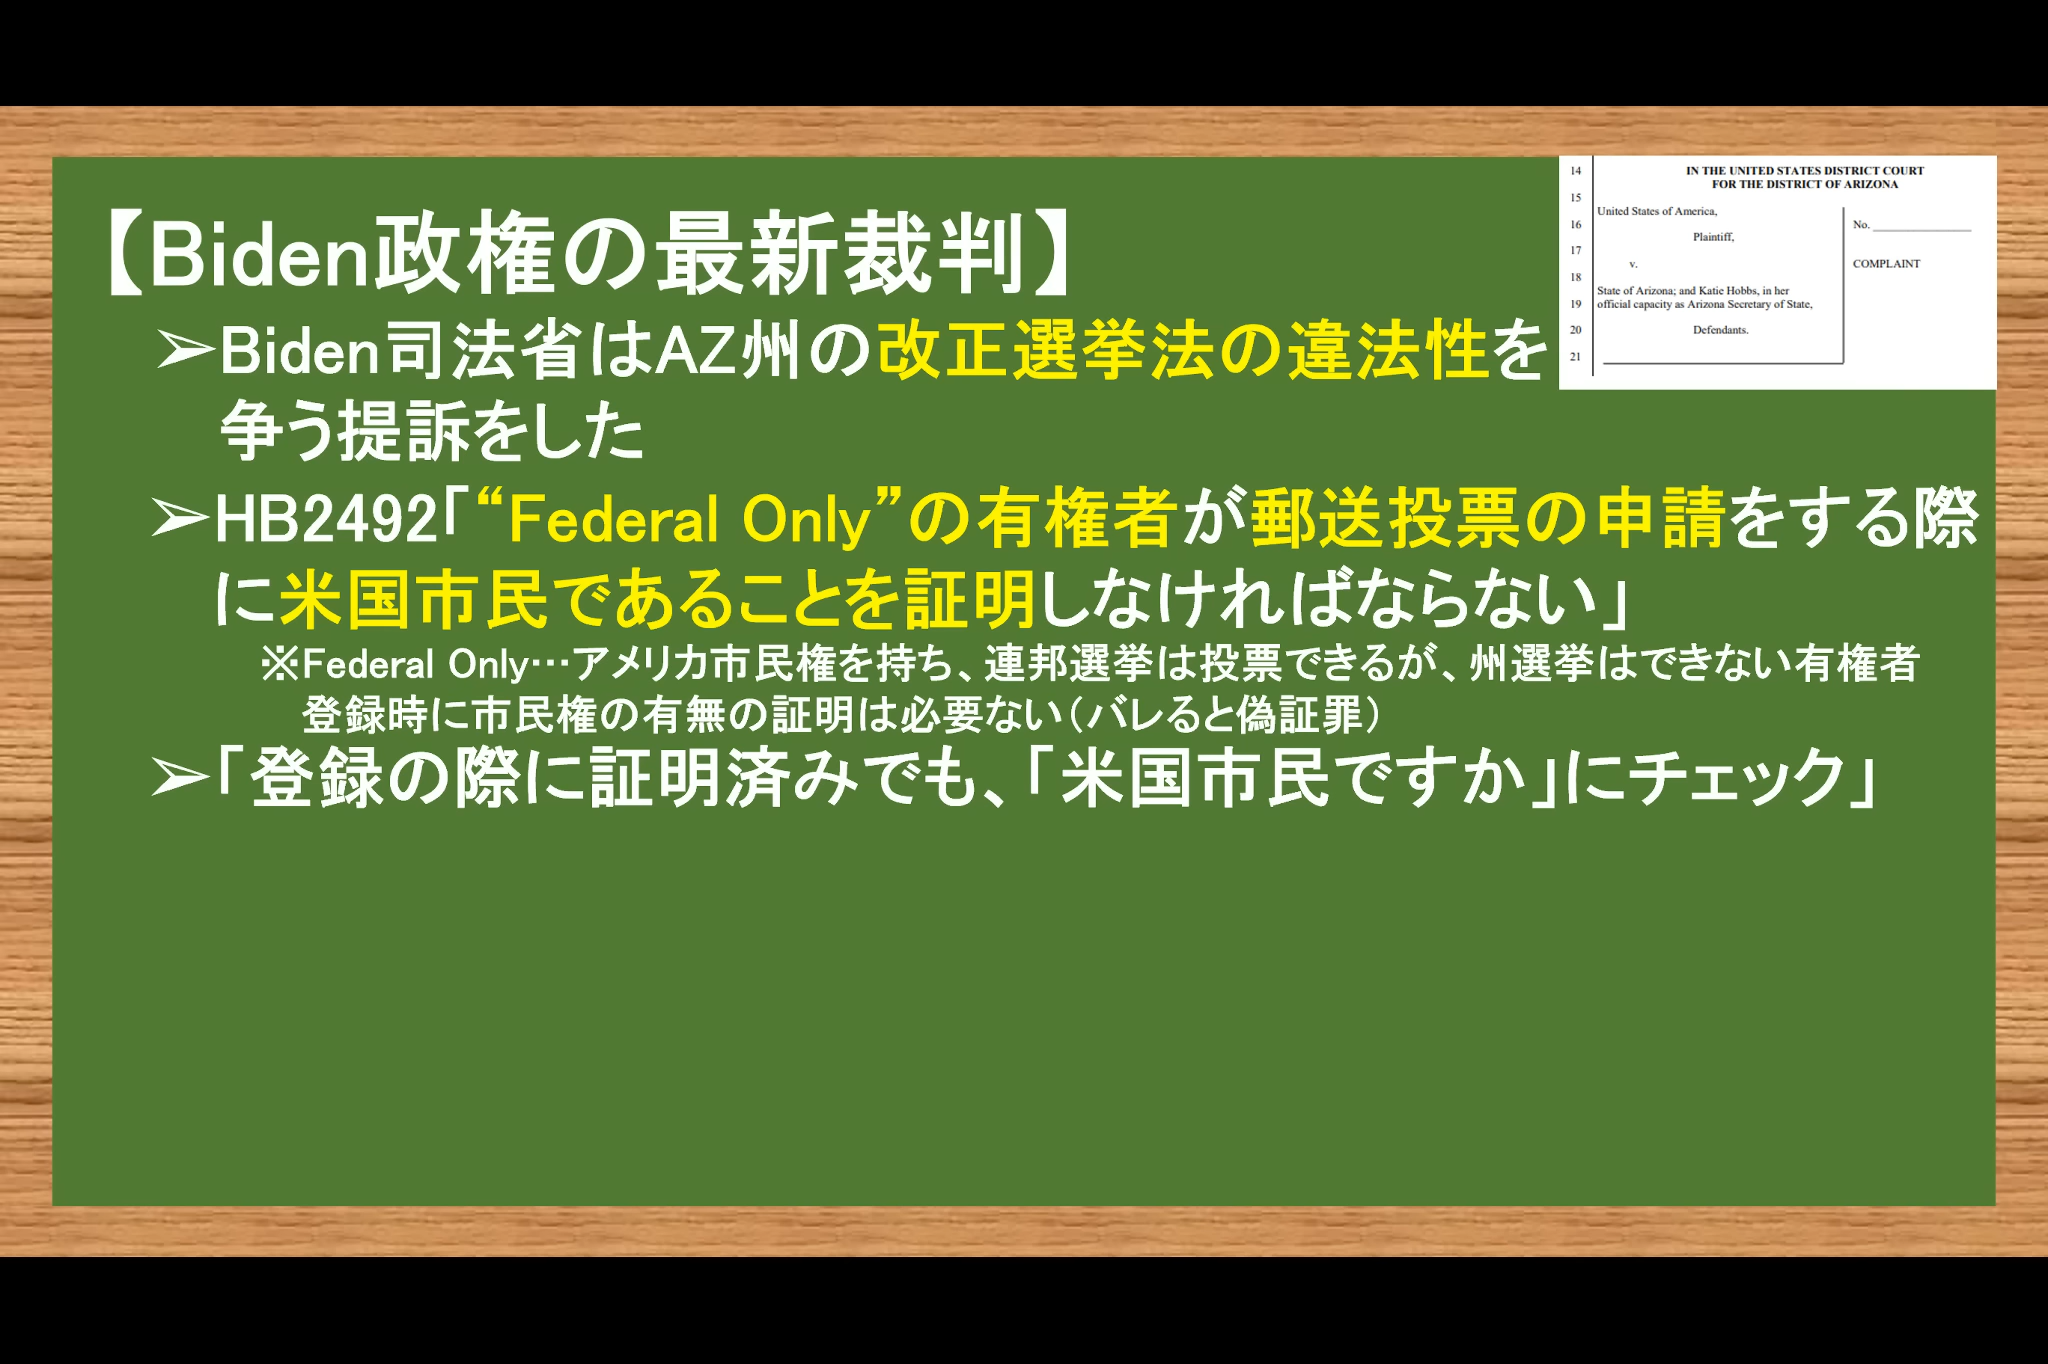 【Biden政権の最新裁判】
➢Biden司法省はAZ州の改正選挙法の違法性を
争う提訴をした
➢HB2492「“Federal Only”の有権者が郵送投票の申請をする際
に米国市民であることを証明しなければならない」
※Federal Only…アメリカ市民権を持ち、連邦選挙は投票できるが、州選挙はできない有権者
登録時に市民権の有無の証明は必要ない（バレると偽証罪）
➢「登録の際に証明済みでも、「米国市民ですか」にチェック」
14 IN THE UNITED STATES DISTRICT COURT
FOR THE DISTRICT OF ARIZONA
15
United States of America,
16 No. ________________
Plaintiff,
17
v. COMPLAINT
18
State of Arizona; and Katie Hobbs, in her
19 official capacity as Arizona Secretary of State,
20 Defendants.
21